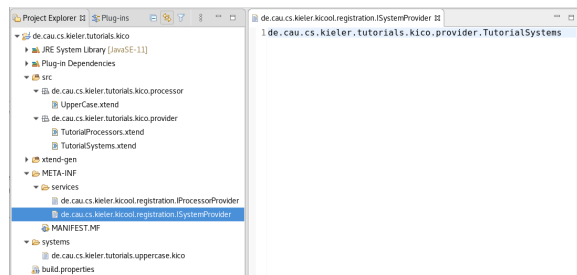 Project Explorer
Plug-ins
de.cau.cs.kieler.tutorials.kico
JRE System Library [JavaSE-11]
Plug-in Dependencies
src
de.cau.cs.kieler.tutorials.kico.processor
UpperCase.xtend
de.cau.cs.kieler.tutorials.kico.provider
TutorialProcessors.xtend
TutorialSystems.xtend
xtend-gen
META-INF
services
de.cau.cs.kieler.kicool.registration.IProcessorProvider
de.cau.cs.kieler.kicool.registration.ISystemProvider
MANIFEST.MF
systems
de.cau.cs.kieler.tutorials.uppercase.kico
build.properties
de.cau.cs.kieler.kicool.registration.ISystemProvider
1 de.cau.cs.kieler.tutorials.kico.provider.TutorialSystems